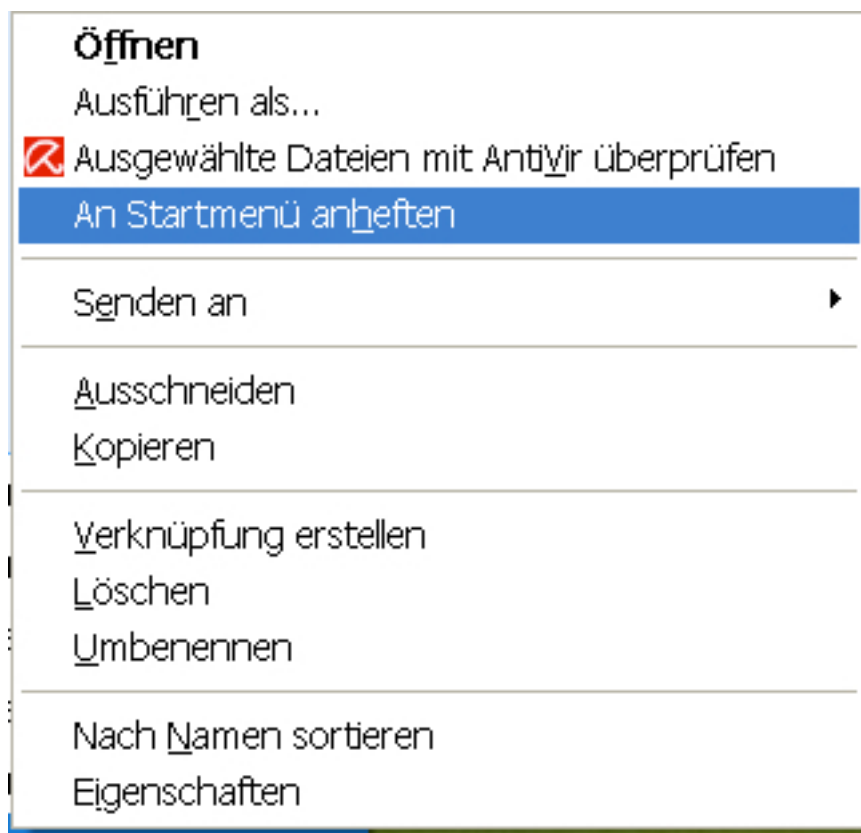 Öffnen
Ausführen als...
Ausgewählte Dateien mit AntiVir überprüfen
An Startmenü anheften
Senden an
Ausschneiden
Kopieren
Verknüpfung erstellen
Löschen
Umbenennen
Nach Namen sortieren
Eigenschaften